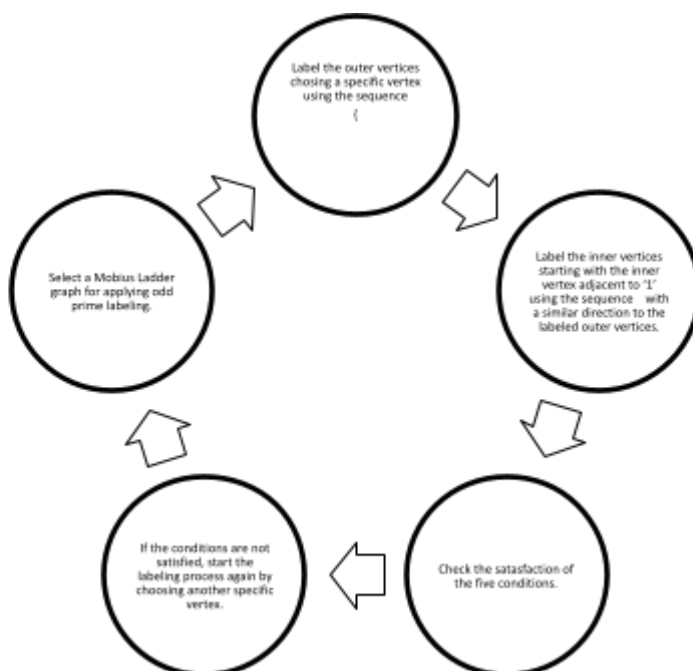 Label the outer vertices
chosing a specific vertex
using the sequence
(
Label the inner vertices
starting with the inner
vertex adjacent to '1'
using the sequence with
a similar direction to the
labeled outer vertices.
Check the satasfaction of
the five conditions.
If the conditions are not
satisfied, start the
labeling process again by
choosing another specific
vertex.
Select a Mobius Ladder
graph for applying odd
prime labeling.